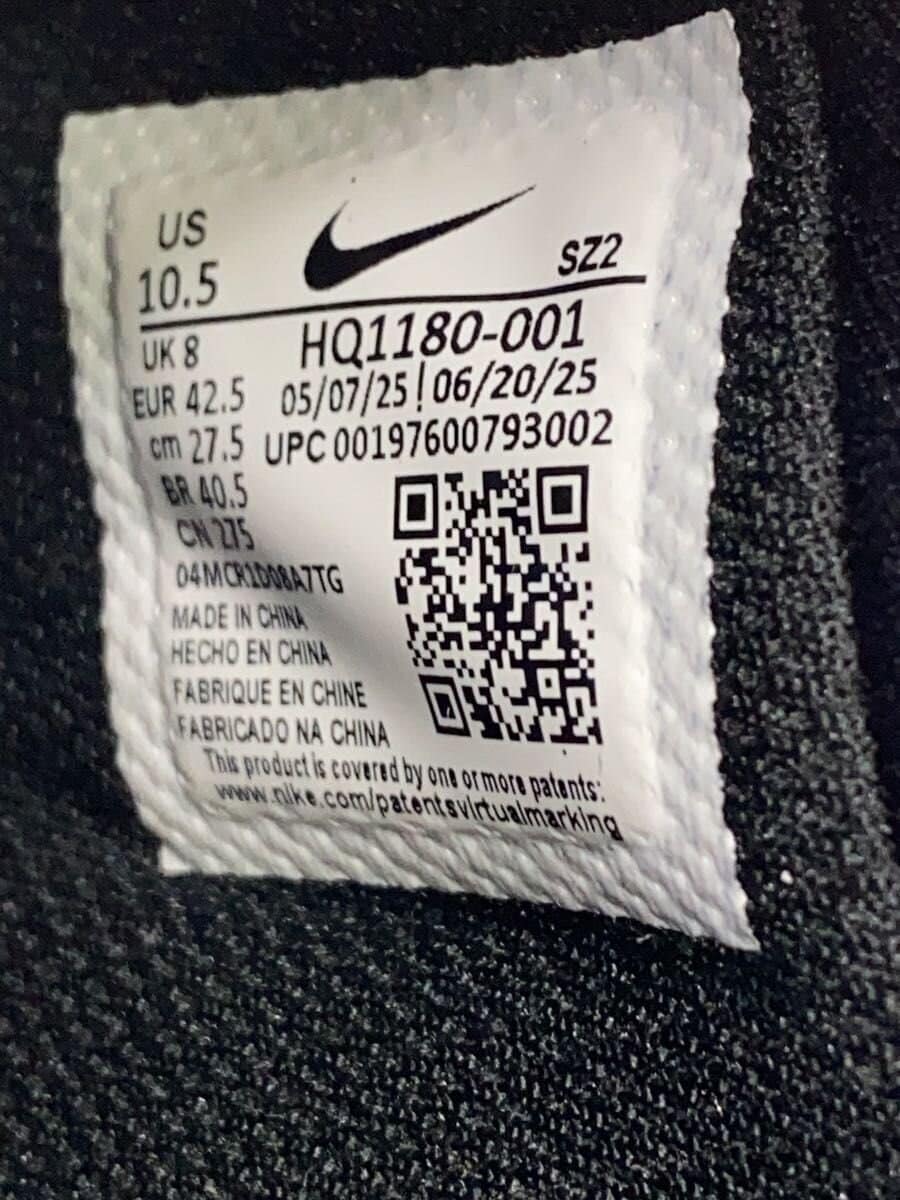 US
10.5
SZ2
UK 8
HQ1180-001
EUR 42.5
05/07/25 | 06/20/25
cm 27.5
UPC 00197600793002
BR 40.5
CN 275
04MCR1D08A7TG
MADE IN CHINA
HECHO EN CHINA
FABRIQUE EN CHINE
FABRICADO NA CHINA
This product is covered by one or more patents:
www.nike.com/patentsvirtualmarking